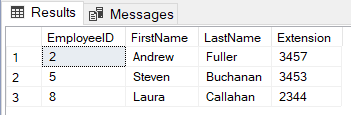 Results Messages
EmployeeID FirstName LastName Extension
1 2 Andrew Fuller 3457
2 5 Steven Buchanan 3453
3 8 Laura Callahan 2344